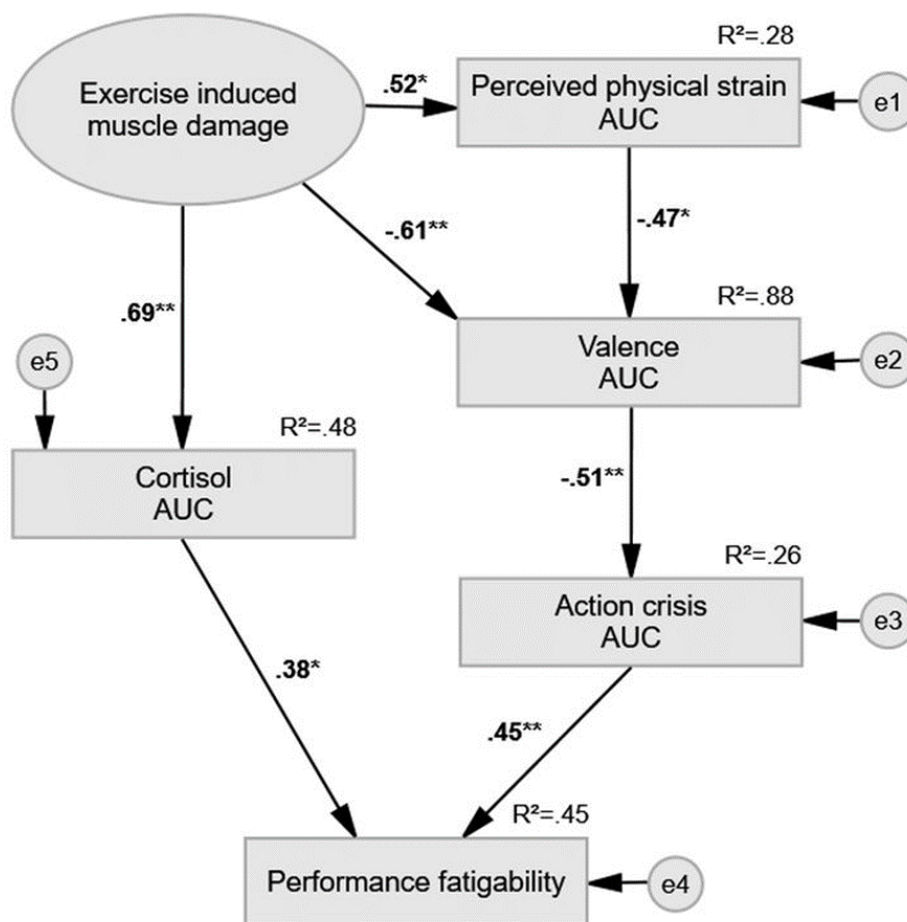 R²=.28
Exercise induced
muscle damage
.52*
Perceived physical strain
AUC
e1
-.61**
-.47*
.69**
R²=.88
Valence
AUC
e2
e5
R²=.48
Cortisol
AUC
-.51**
R²=.26
Action crisis
AUC
e3
.38*
.45**
R²=.45
Performance fatigability
e4